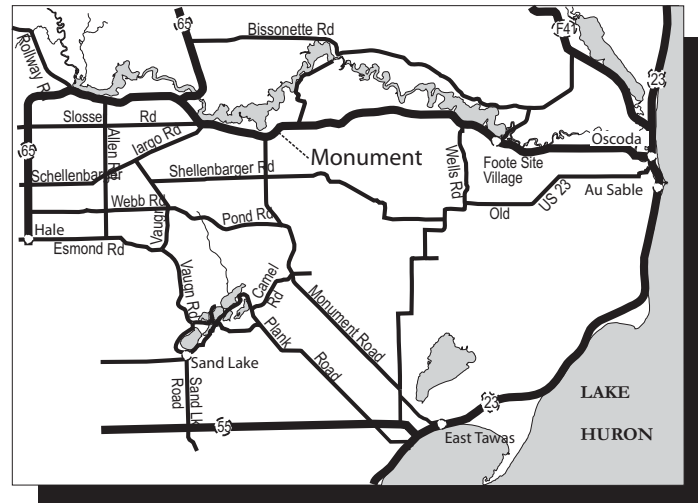 65
Bissonette Rd
F41
23
Rollway R
Slosse Rd
Iargo Rd
Allen Rd
65
Monument
Oscoda
Foote Site
Village
Wells Rd
Schellenbarger
Shellenbarger Rd
Au Sable
Old US 23
Webb Rd
Pond Rd
Vaugn
Hale
Esmond Rd
Vauqn Rd
Camel
Rd
Monument Road
Plank Road
Sand Lake
Sand Lk
Road
55
23
East Tawas
LAKE
HURON